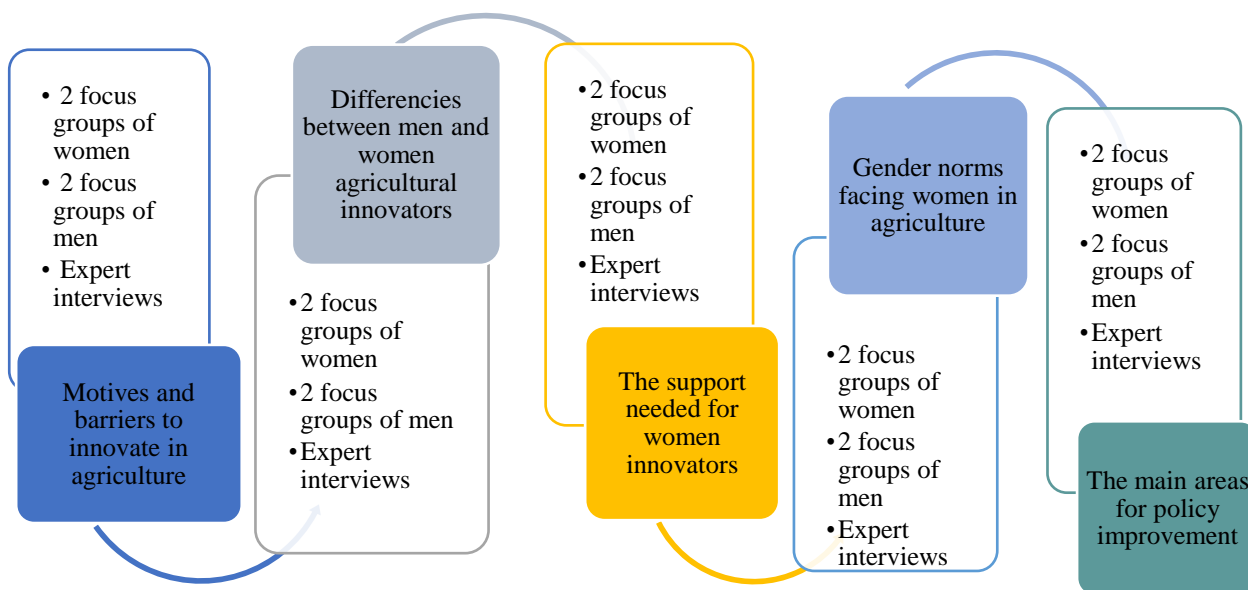 • 2 focus
groups of
women
• 2 focus
groups of
men
• Expert
interviews
Motives and
barriers to
innovate in
agriculture
Differencies
between men and
women
agricultural
innovators
•2 focus
groups of
women
•2 focus
groups of men
•Expert
interviews
•2 focus
groups of
women
•2 focus
groups of
men
•Expert
interviews
The support
needed for
women
innovators
Gender norms
facing women in
agriculture
•2 focus
groups of
women
•2 focus
groups of
men
•Expert
interviews
•2 focus
groups of
women
•2 focus
groups of
men
•Expert
interviews
The main areas
for policy
improvement